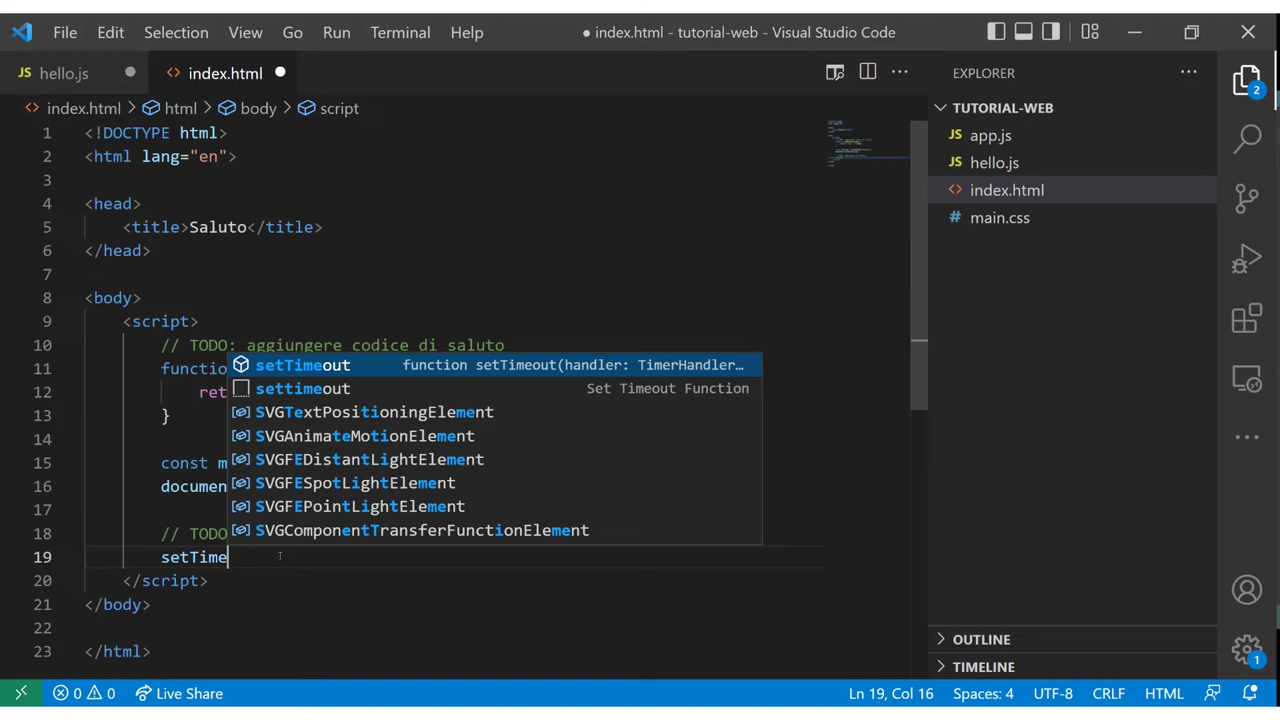 File Edit Selection View Go Run Terminal Help ● index.html - tutorial-web - Visual Studio Code
JS hello.js index.html
EXPLORER
index.html > html > body > script
TUTORIAL-WEB
JS app.js
JS hello.js
index.html
# main.css
2
1 <!DOCTYPE html>
2 <html lang="en">
3
4 <head>
5 <title>Saluto</title>
6 </head>
7
8 <body>
9 <script>
10 // TODO: aggiungere codice di saluto
11 functio
12 ret
13 }
14
15 const m
16 documen
17
18 // TODO
19 setTime
20 </script>
21 </body>
22
23 </html>
setTimeout function setTimeout(handler: TimerHandler…
settimeout Set Timeout Function
SVGTextPositioningElement
SVGAnimateMotionElement
SVGFEDistantLightElement
SVGFESpotLightElement
SVGFEPointLightElement
SVGComponentTransferFunctionElement
OUTLINE
TIMELINE
1
0 0 Live Share Ln 19, Col 16 Spaces: 4 UTF-8 CRLF HTML